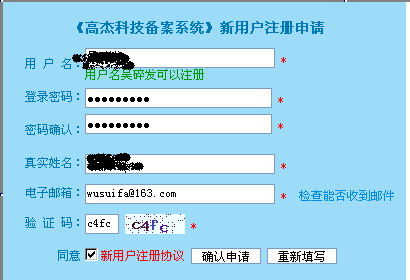 《高杰科技备案系统》新用户注册申请
用 户 名: *
用户名吴碎发可以注册
登录密码: ●●●●●●●●● *
密码确认: ●●●●●●●●● *
真实姓名: *
电子邮箱: wusuifa@163.com * 检查能否收到邮件
验 证 码: c4fc c4fc *
同意 新用户注册协议 确认申请 重新填写